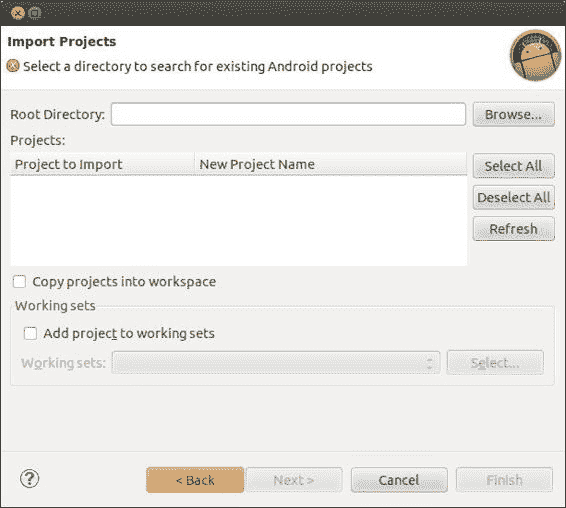 Import Projects
Select a directory to search for existing Android projects
Root Directory:
Browse...
Projects:
Project to Import New Project Name
Select All
Deselect All
Refresh
Copy projects into workspace
Working sets
Add project to working sets
Working sets:
Select...
?
< Back
Next >
Cancel
Finish